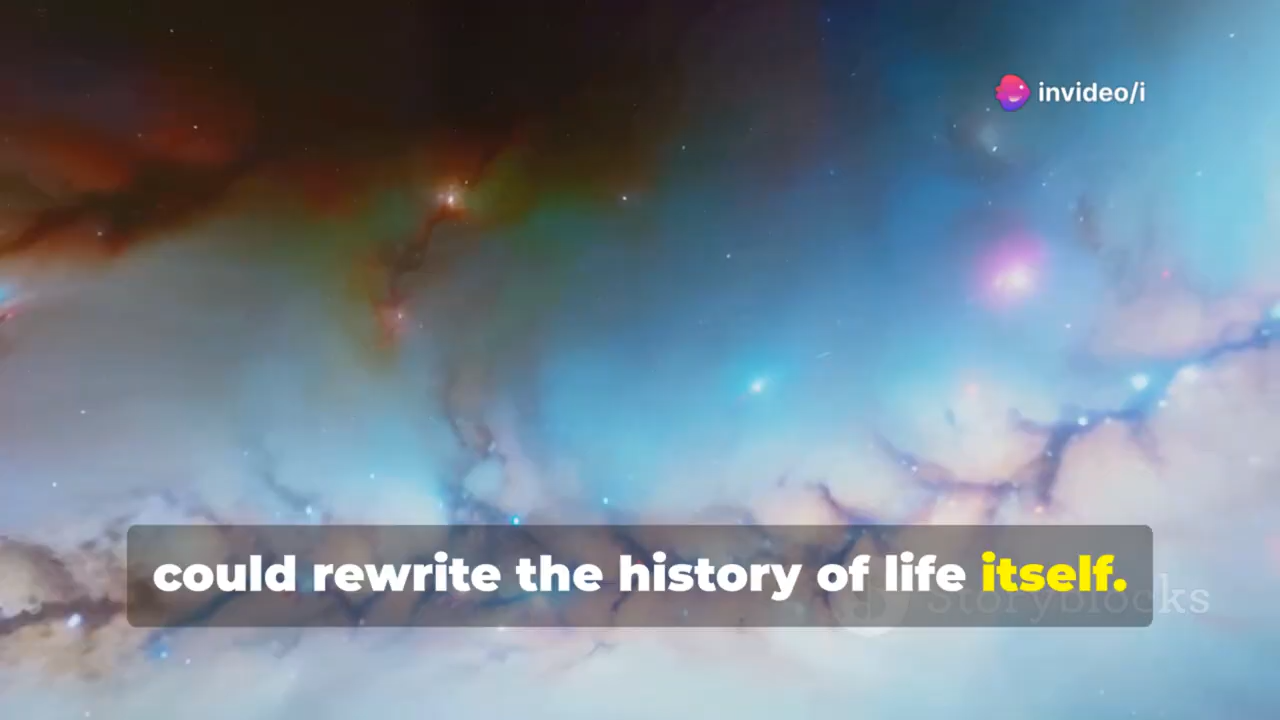 invideo/i
could rewrite the history of life itself.
Storyblocks